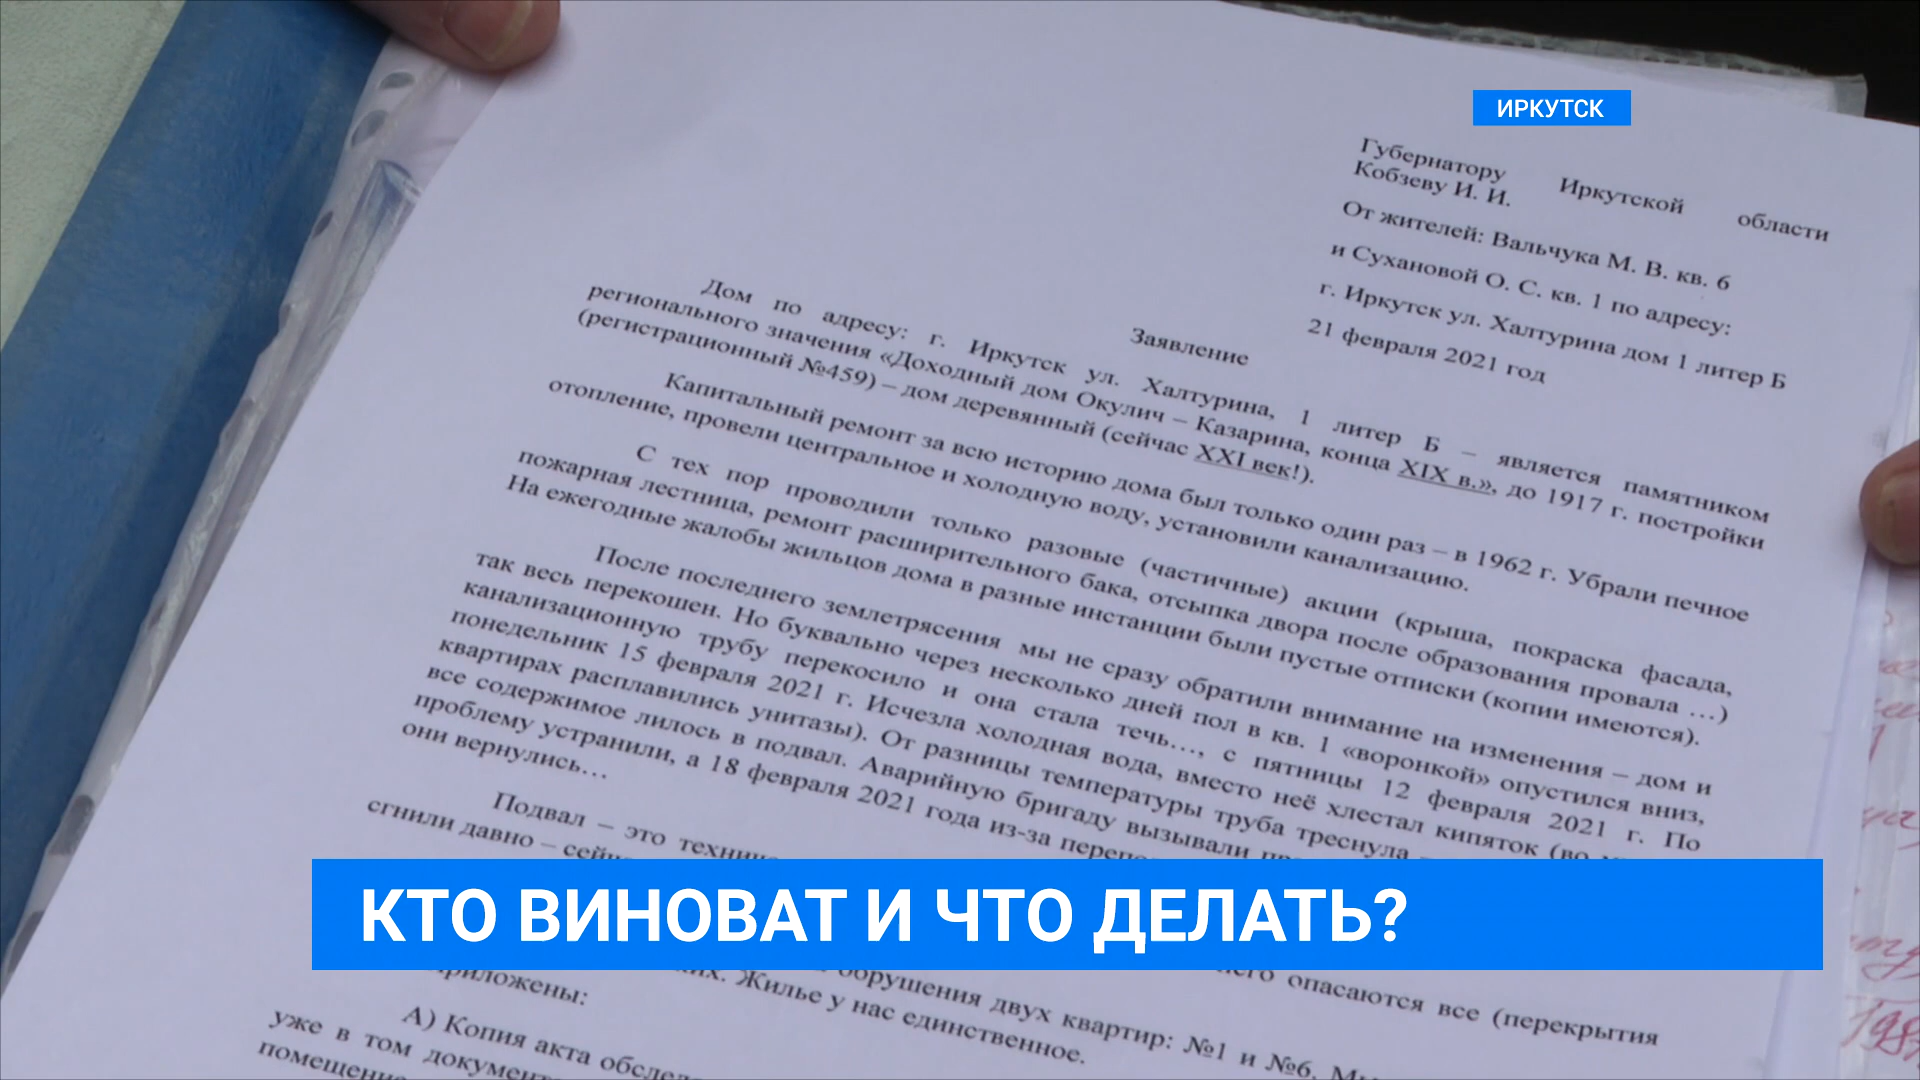 ИРКУТСК
Губернатору Иркутской области
Кобзеву И. И.
От жителей: Вальчука М. В. кв. 6
и Сухановой О. С. кв. 1 по адресу:
г. Иркутск ул. Халтурина дом 1 литер Б
21 февраля 2021 год
Заявление
Дом по адресу: г. Иркутск ул. Халтурина, 1 литер Б – является памятником
регионального значения «Доходный дом Окулич – Казарина, конца XIX в.», до 1917 г. постройки
(регистрационный №459) – дом деревянный (сейчас XXI век!).
Капитальный ремонт за всю историю дома был только один раз – в 1962 г. Убрали печное
отопление, провели центральное и холодную воду, установили канализацию.
С тех пор проводили только разовые (частичные) акции (крыша, покраска фасада,
пожарная лестница, ремонт расширительного бака, отсыпка двора после образования провала …)
На ежегодные жалобы жильцов дома в разные инстанции были пустые отписки (копии имеются).
После последнего землетрясения мы не сразу обратили внимание на изменения – дом и
так весь перекошен. Но буквально через несколько дней пол в кв. 1 «воронкой» опустился вниз,
канализационную трубу перекосило и она стала течь…, с пятницы 12 февраля 2021 г. По
понедельник 15 февраля 2021 г. Исчезла холодная вода, вместо неё хлестал кипяток (во
квартирах расплавились унитазы). От разницы температуры труба треснула –
все содержимое лилось в подвал. Аварийную бригаду вызывали
проблему устранили, а 18 февраля 2021 года из-за
они вернулись…
Подвал – это
сгнили давно –
КТО ВИНОВАТ И ЧТО ДЕЛАТЬ?
опасаются все (перекрытия
обрушения двух квартир: №1 и №6.
Жилье у нас единственное.
приложены:
А) Копия акта
уже в том